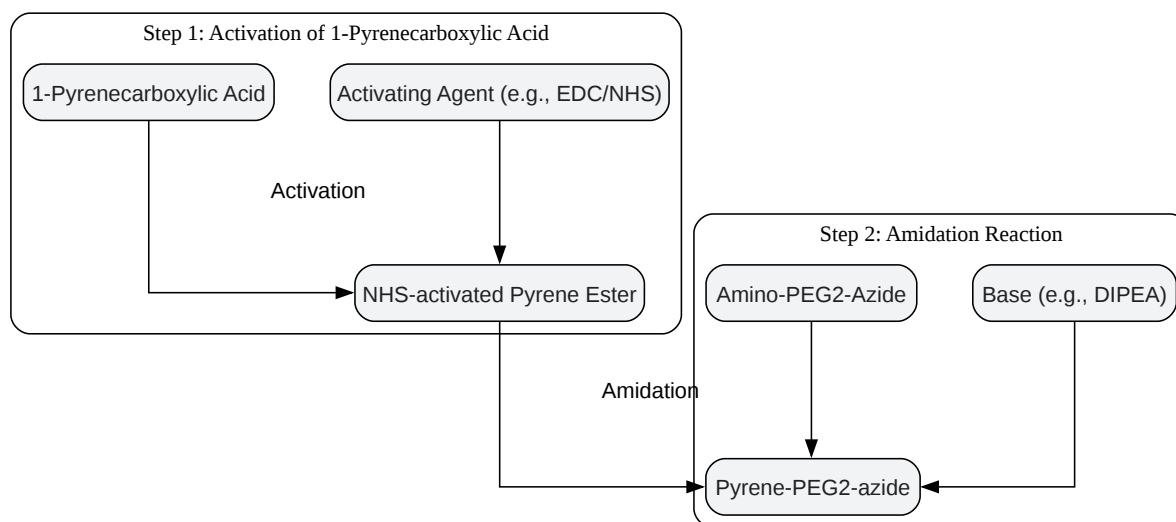 Step 1: Activation of 1-Pyrenecarboxylic Acid
1-Pyrenecarboxylic Acid
Activating Agent (e.g., EDC/NHS)
Activation
NHS-activated Pyrene Ester
Step 2: Amidation Reaction
Amino-PEG2-Azide
Base (e.g., DIPEA)
Amidation
Pyrene-PEG2-azide